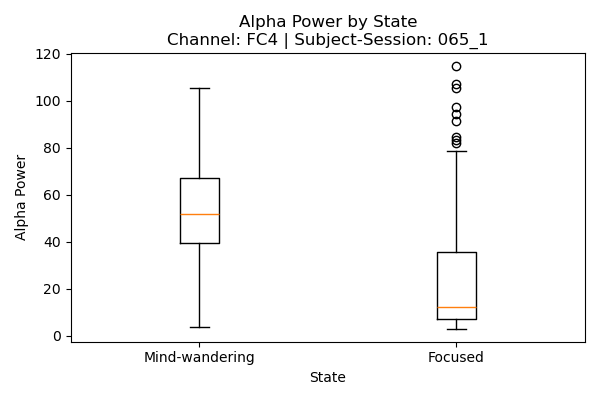 Alpha Power by State
Channel: FC4 | Subject-Session: 065_1
120
100
80
60
40
20
0
Alpha Power
Mind-wandering
Focused
State